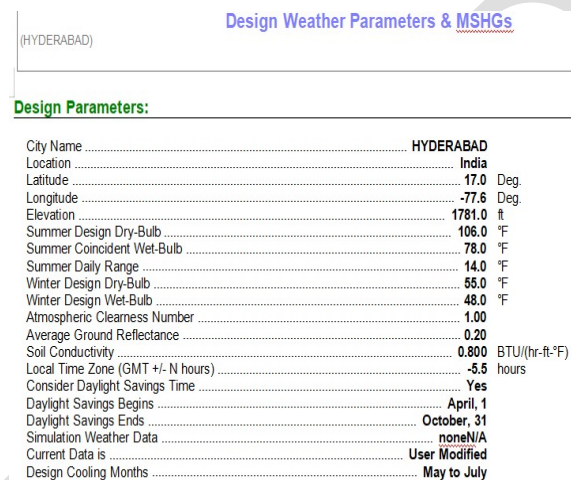 Design Weather Parameters & MSHGs
(HYDERABAD)
Design Parameters:
City Name ........ HYDERABAD
Location ........ India
Latitude ........ 17.0 Deg.
Longitude ........ -77.6 Deg.
Elevation ........ 1781.0 ft
Summer Design Dry-Bulb ........ 106.0 °F
Summer Coincident Wet-Bulb ........ 78.0 °F
Summer Daily Range ........ 14.0 °F
Winter Design Dry-Bulb ........ 55.0 °F
Winter Design Wet-Bulb ........ 48.0 °F
Atmospheric Clearness Number ........ 1.00
Average Ground Reflectance ........ 0.20
Soil Conductivity ........ 0.800 BTU/(hr-ft-°F)
Local Time Zone (GMT +/- N hours) ........ -5.5 hours
Consider Daylight Savings Time ........ Yes
Daylight Savings Begins ........ April, 1
Daylight Savings Ends ........ October, 31
Simulation Weather Data ........ noneN/A
Current Data is ........ User Modified
Design Cooling Months ........ May to July